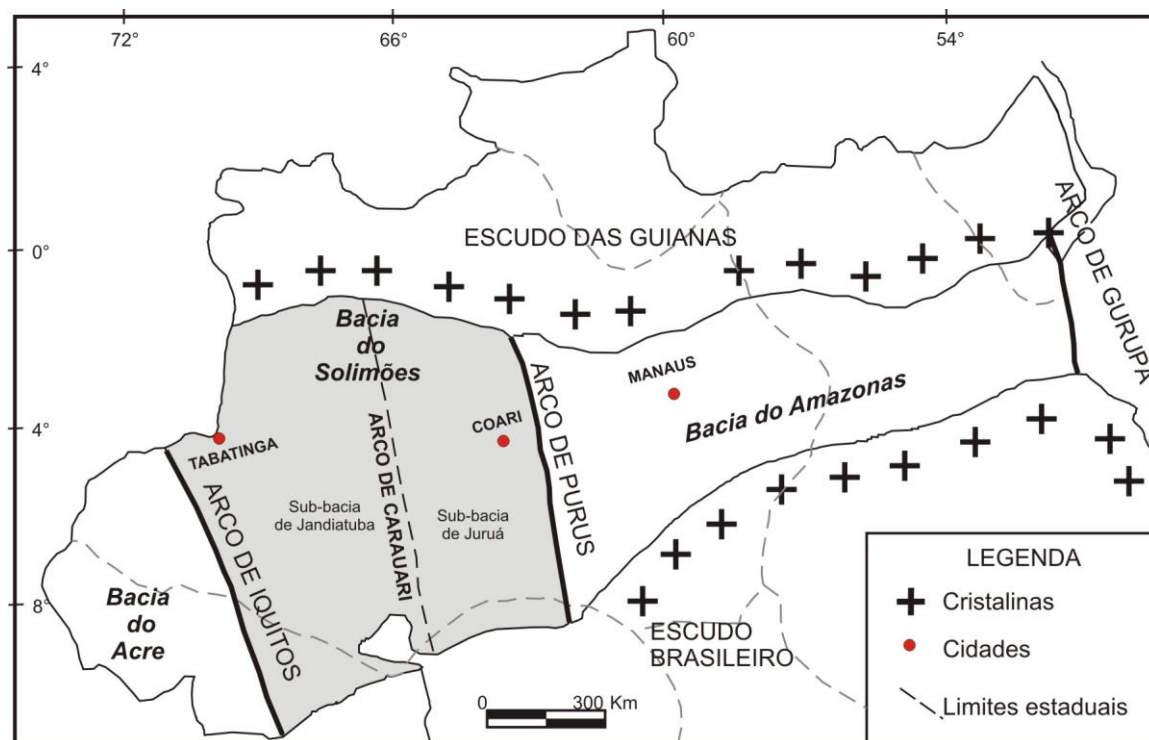 72°
66°
60°
54°
4°
0°
4°
8°
ESCUDO DAS GUIANAS
ARCO DE GURUPA
Bacia
do
Solimões
ARCO DE CARAUARI
ARCO DE PURUS
MANAUS
Bacia do Amazonas
COARI
TABATINGA
ARCO DE IQUITOS
Sub-bacia
de Jandiatuba
Sub-bacia
de Juruá
Bacia
do
Acre
ESCUDO
BRASILEIRO
0 300 Km
LEGENDA
Cristalinas
Cidades
Limites estaduais